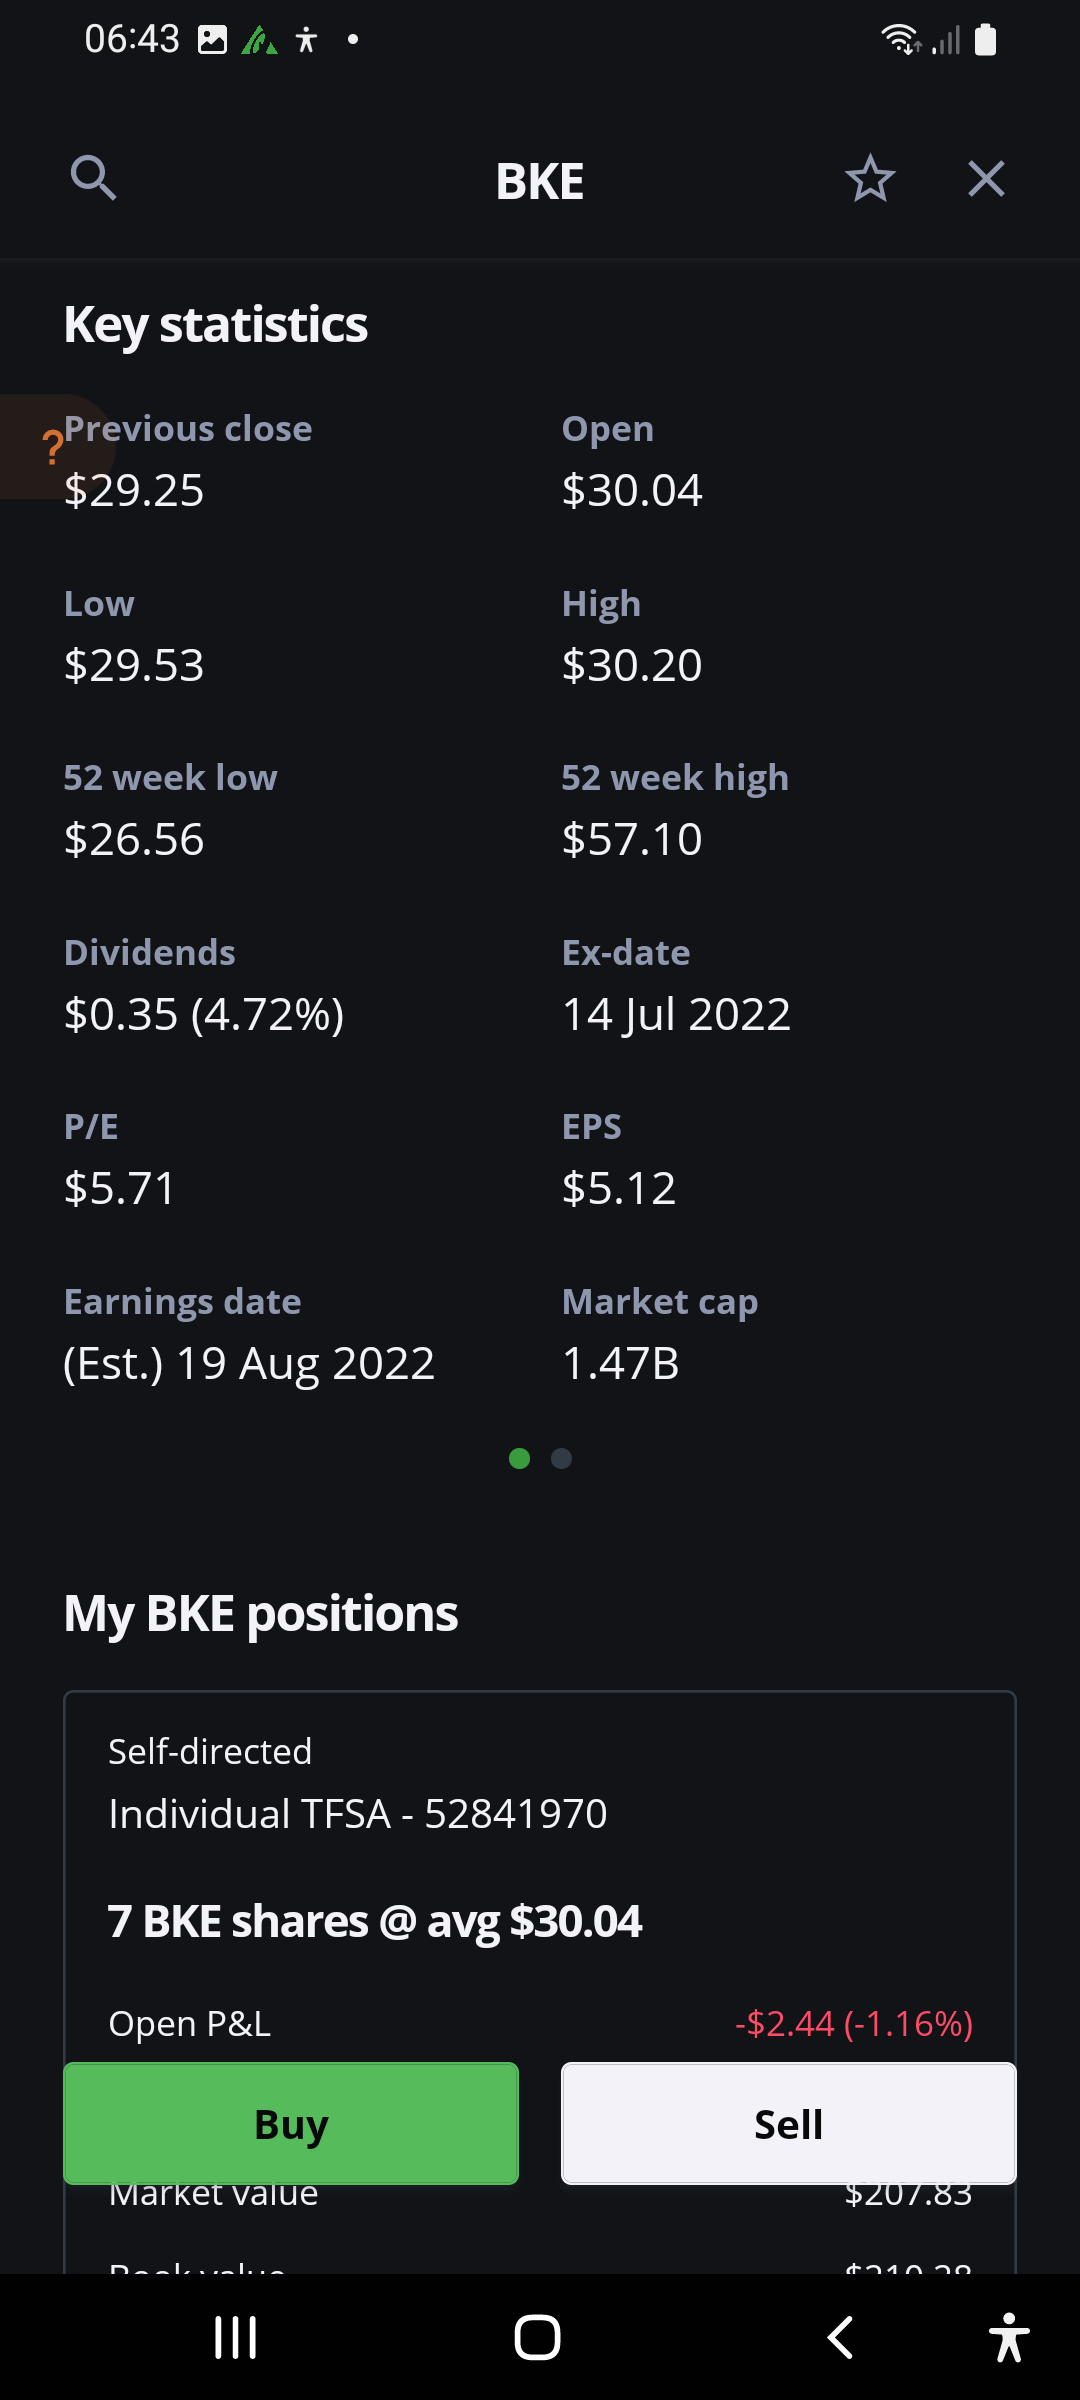 06:43
BKE
Key statistics
?
Previous close
Open
$29.25
$30.04
Low
High
$29.53
$30.20
52 week low
52 week high
$26.56
$57.10
Dividends
Ex-date
$0.35 (4.72%)
14 Jul 2022
P/E
EPS
$5.71
$5.12
Earnings date
Market cap
(Est.) 19 Aug 2022
1.47B
My BKE positions
Self-directed
Individual TFSA - 52841970
7 BKE shares @ avg $30.04
Open P&L
-$2.44 (-1.16%)
Buy
Sell
Market value
$207.83
Book value
$210.28